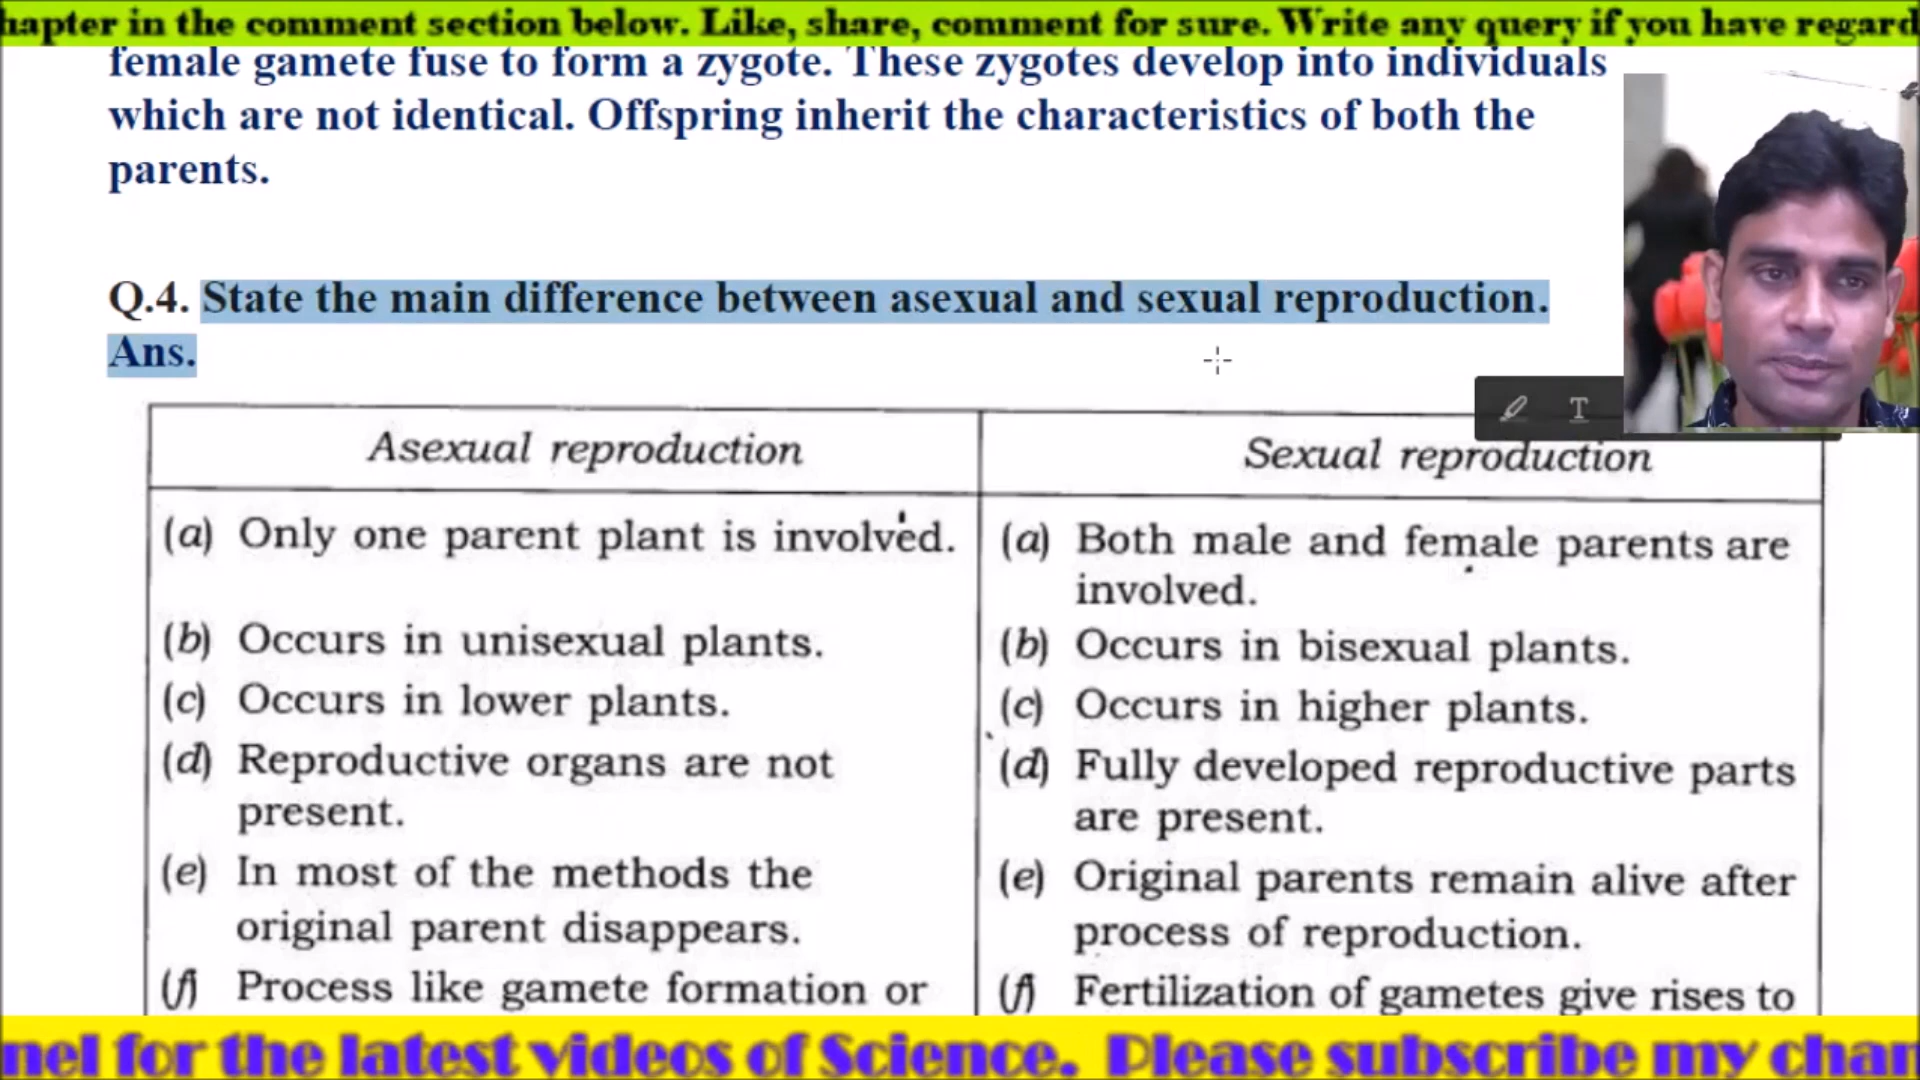 hapter in the comment section below. Like, share, comment for sure. Write any query if you have regard
female gamete fuse to form a zygote. These zygotes develop into individuals
which are not identical. Offspring inherit the characteristics of both the
parents.
Q.4. State the main difference between asexual and sexual reproduction.
Ans.
T
Asexual reproduction
Sexual reproduction
(a) Only one parent plant is involved.
(a) Both male and female parents are
involved.
(b) Occurs in unisexual plants.
(b) Occurs in bisexual plants.
(c) Occurs in lower plants.
(c) Occurs in higher plants.
(d) Reproductive organs are not
present.
(d) Fully developed reproductive parts
are present.
(e) In most of the methods the
original parent disappears.
(e) Original parents remain alive after
process of reproduction.
(f) Process like gamete formation or
(f) Fertilization of gametes give rises to
nel for the latest videos of Science. Please subscribe my chan